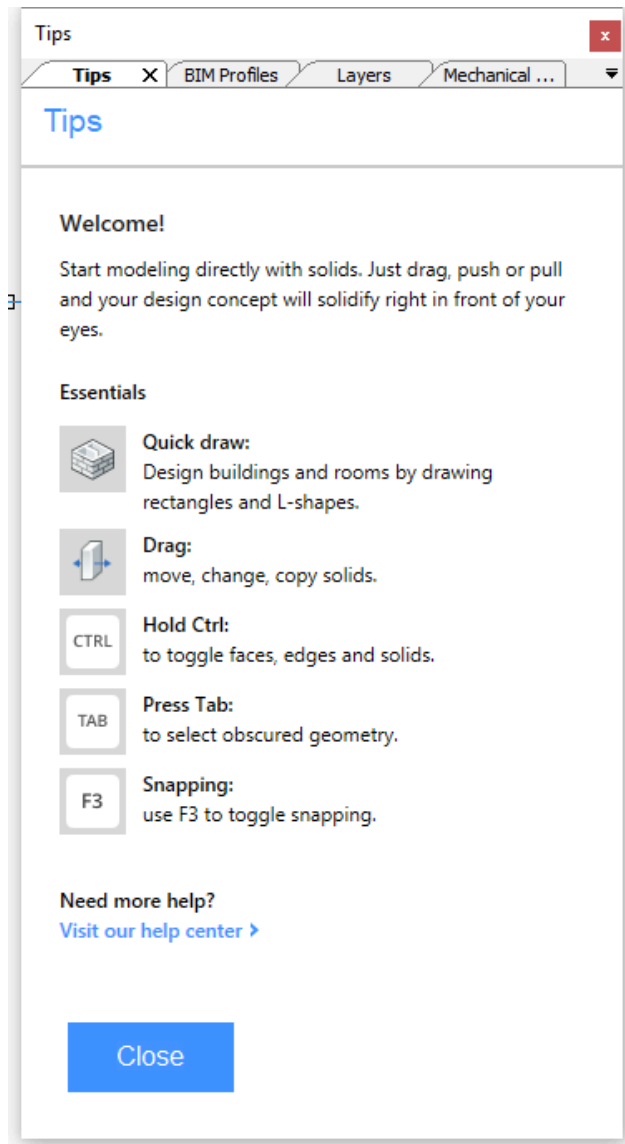 Tips
x
Tips X BIM Profiles Layers Mechanical ...
Tips
Welcome!
Start modeling directly with solids. Just drag, push or pull
and your design concept will solidify right in front of your
eyes.
Essentials
Quick draw:
Design buildings and rooms by drawing
rectangles and L-shapes.
Drag:
move, change, copy solids.
CTRL
Hold Ctrl:
to toggle faces, edges and solids.
TAB
Press Tab:
to select obscured geometry.
F3
Snapping:
use F3 to toggle snapping.
Need more help?
Visit our help center >
Close